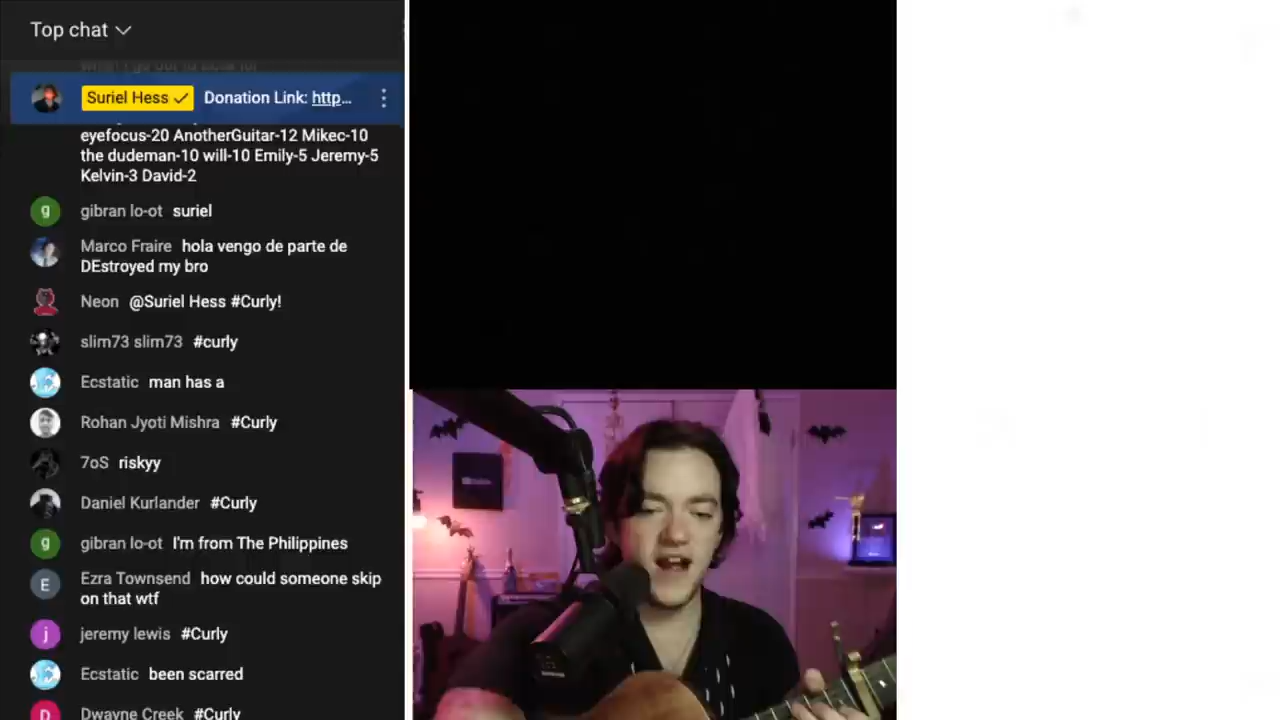 Top chat
Suriel Hess Donation Link: http...
eyefocus-20 AnotherGuitar-12 Mikec-10
the dudeman-10 will-10 Emily-5 Jeremy-5
Kelvin-3 David-2
g gibran lo-ot suriel
Marco Fraire hola vengo de parte de
DEstroyed my bro
Neon @Suriel Hess #Curly!
slim73 slim73 #curly
Ecstatic man has a
Rohan Jyoti Mishra #Curly
7oS riskyy
Daniel Kurlander #Curly
g gibran lo-ot I'm from The Philippines
E Ezra Townsend how could someone skip
on that wtf
j jeremy lewis #Curly
Ecstatic been scarred
D Dwayne Creek #Curly